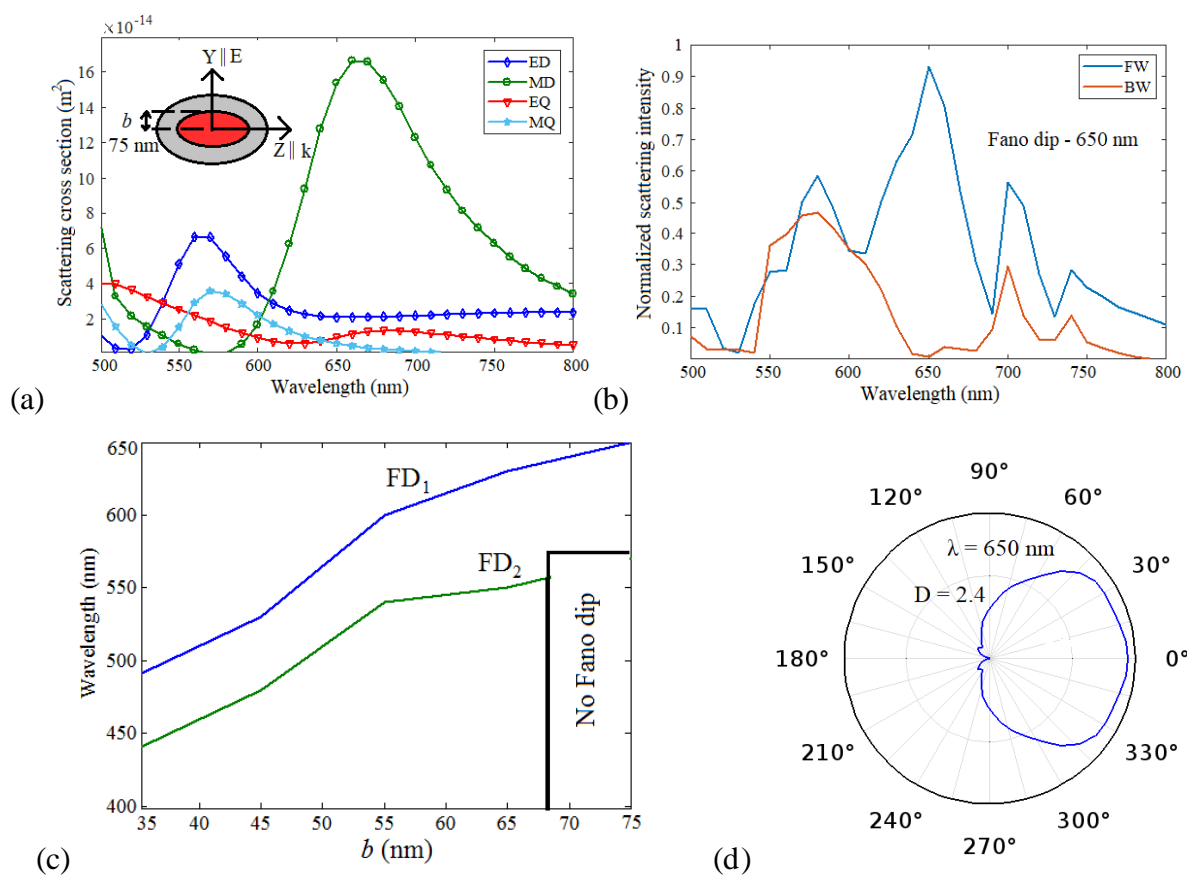 ×10⁻¹⁴
Scattering cross section (m²)
16
14
12
10
8
6
4
2
Y || E
b
75 nm
Z || k
ED
MD
EQ
MQ
500 550 600 650 700 750 800
Wavelength (nm)
(a)
Normalized scattering intensity
1
0.9
0.8
0.7
0.6
0.5
0.4
0.3
0.2
0.1
FW
BW
Fano dip - 650 nm
500 550 600 650 700 750 800
Wavelength (nm)
(b)
Wavelength (nm)
650
600
550
500
450
400
FD₁
FD₂
No Fano dip
35 40 45 50 55 60 65 70 75
b (nm)
(c)
90°
120° 60°
150° 30°
180° 0°
210° 330°
240° 300°
270°
λ = 650 nm
D = 2.4
(d)